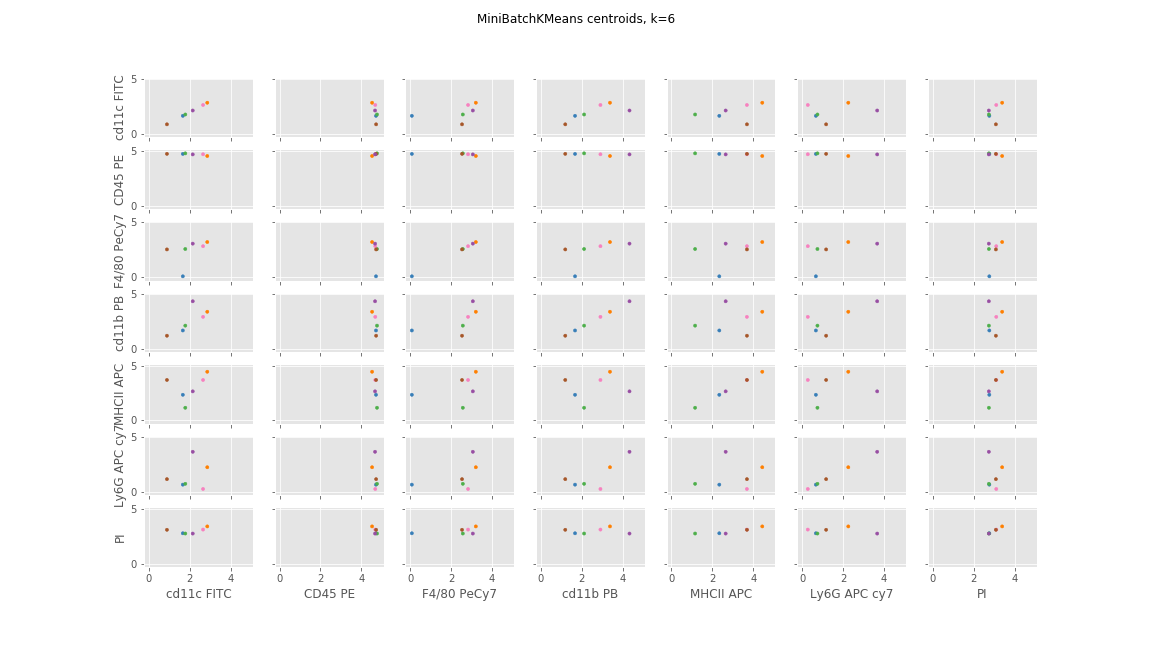 MiniBatchKMeans centroids, k=6
cd11c FITC
5
0
CD45 PE
5
0
F4/80 PeCy7
5
0
cd11b PB
5
0
MHCII APC
5
0
Ly6G APC cy7
5
0
PI
5
0
0 2 4 0 2 4 0 2 4 0 2 4 0 2 4 0 2 4 0 2 4
cd11c FITC CD45 PE F4/80 PeCy7 cd11b PB MHCII APC Ly6G APC cy7 PI